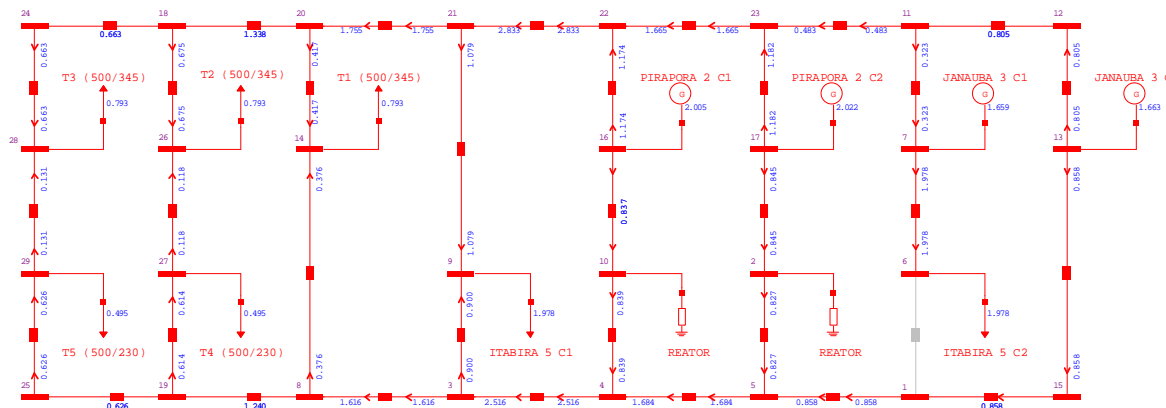 24 18 20 21 22 23 11 12
0.663 1.338 1.755 1.755 2.833 2.833 1.665 1.665 0.483 0.483 0.805
0.663 0.675 0.417 1.079 1.174 1.182 0.323 0.805
T3 (500/345) T2 (500/345) T1 (500/345) PIRAPORA 2 C1 PIRAPORA 2 C2 JANAUBA 3 C1 JANAUBA 3 C
G G G G
0.793 0.793 0.793 2.005 2.022 1.659 1.663
0.663 0.675 0.417 1.174 1.182 0.323 0.805
28 26 14 16 17 7 13
0.131 0.118 0.376 0.837 0.845 1.978 0.858
0.131 0.118 1.079 0.845 1.978
29 27 9 10 2 6
0.495 0.495 1.978 1.978
0.626 0.614 0.900 0.839 0.827
T5 (500/230) T4 (500/230) ITABIRA 5 C1 REATOR REATOR ITABIRA 5 C2
0.626 0.614 0.376 0.900 0.839 0.827 0.858
25 19 8 3 4 5 1 15
0.626 1.240 1.616 1.616 2.516 2.516 1.684 1.684 0.858 0.858 0.858